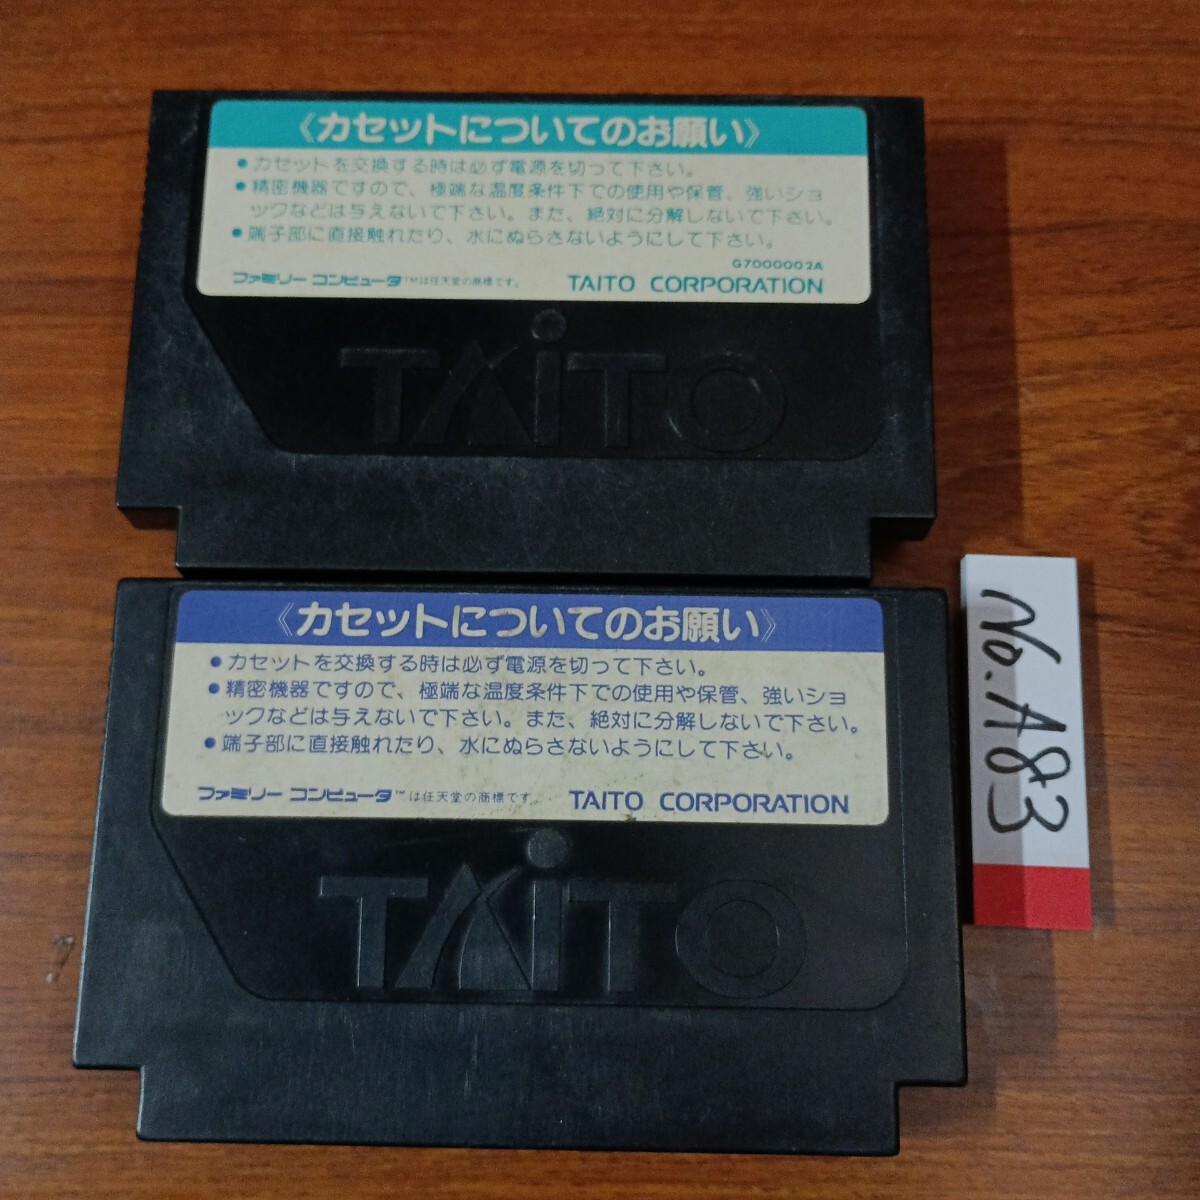 《カセットについてのお願い》
●カセットを交換する時は必ず電源を切って下さい。
●精密機器ですので、極端な温度条件下での使用や保管、強いショ
ックなどは与えないで下さい。また、絶対に分解しないで下さい。
●端子部に直接触れたり、水にぬらさないようにして下さい。
G7000002A
ファミリー コンピュータ™は任天堂の商標です。 TAITO CORPORATION
TAiTO
《カセットについてのお願い》
●カセットを交換する時は必ず電源を切って下さい。
●精密機器ですので、極端な温度条件下での使用や保管、強いショ
ックなどは与えないで下さい。また、絶対に分解しないで下さい。
●端子部に直接触れたり、水にぬらさないようにして下さい。
ファミリー コンピュータ™は任天堂の商標です。 TAITO CORPORATION
TAiTO
No.A83